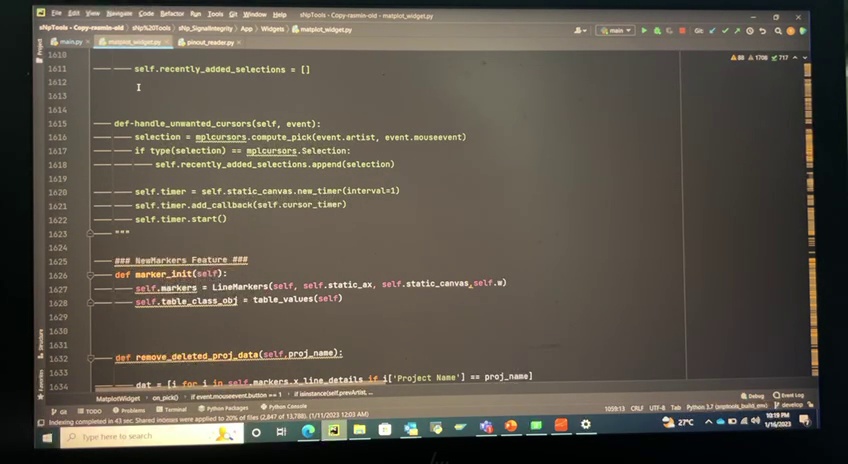 File Edit View Navigate Code Refactor Run Tools Git Window Help sNpTools - Copy-rasmin-old - matplot_widget.py
sNpTools - Copy-rasmin-old sNp%20Tools sNp_SignalIntegrity App Widgets matplot_widget.py main Git:
main.py matplot_widget.py pinout_reader.py
Project
1610
88 1708 717
1611 self.recently_added_selections = []
1612
1613
1614
1615 def-handle_unwanted_cursors(self, event):
1616 selection = mplcursors.compute_pick(event.artist, event.mouseevent)
1617 if type(selection) == mplcursors.Selection:
1618 self.recently_added_selections.append(selection)
1619
1620 self.timer = self.static_canvas.new_timer(interval=1)
1621 self.timer.add_callback(self.cursor_timer)
1622 self.timer.start()
1623 """
1624
1625 ### NewMarkers Feature ###
1626 def marker_init(self):
1627 self.markers = LineMarkers(self, self.static_ax, self.static_canvas,self.w)
1628 self.table_class_obj = table_values(self)
1629
1630
1631
1632 def remove_deleted_proj_data(self,proj_name):
1633
1634 dat = [i for i in self.markers.x_line_details if i['Project Name'] == proj_name]
Structure
Favorites
MatplotWidget on_pick() if event.mouseevent.button == 1 if isinstance(self.prevArtist, ...
Git TODO Problems Terminal Python Packages Python Console Debug Event Log
Indexing completed in 43 sec. Shared indexes were applied to 20% of files (2,847 of 13,788). (1/11/2023 12:03 AM) 1059:13 CRLF UTF-8 Tab Python 3.7 (snptools_build_env) develop
Type here to search 27°C 10:19 PM
1/16/2023